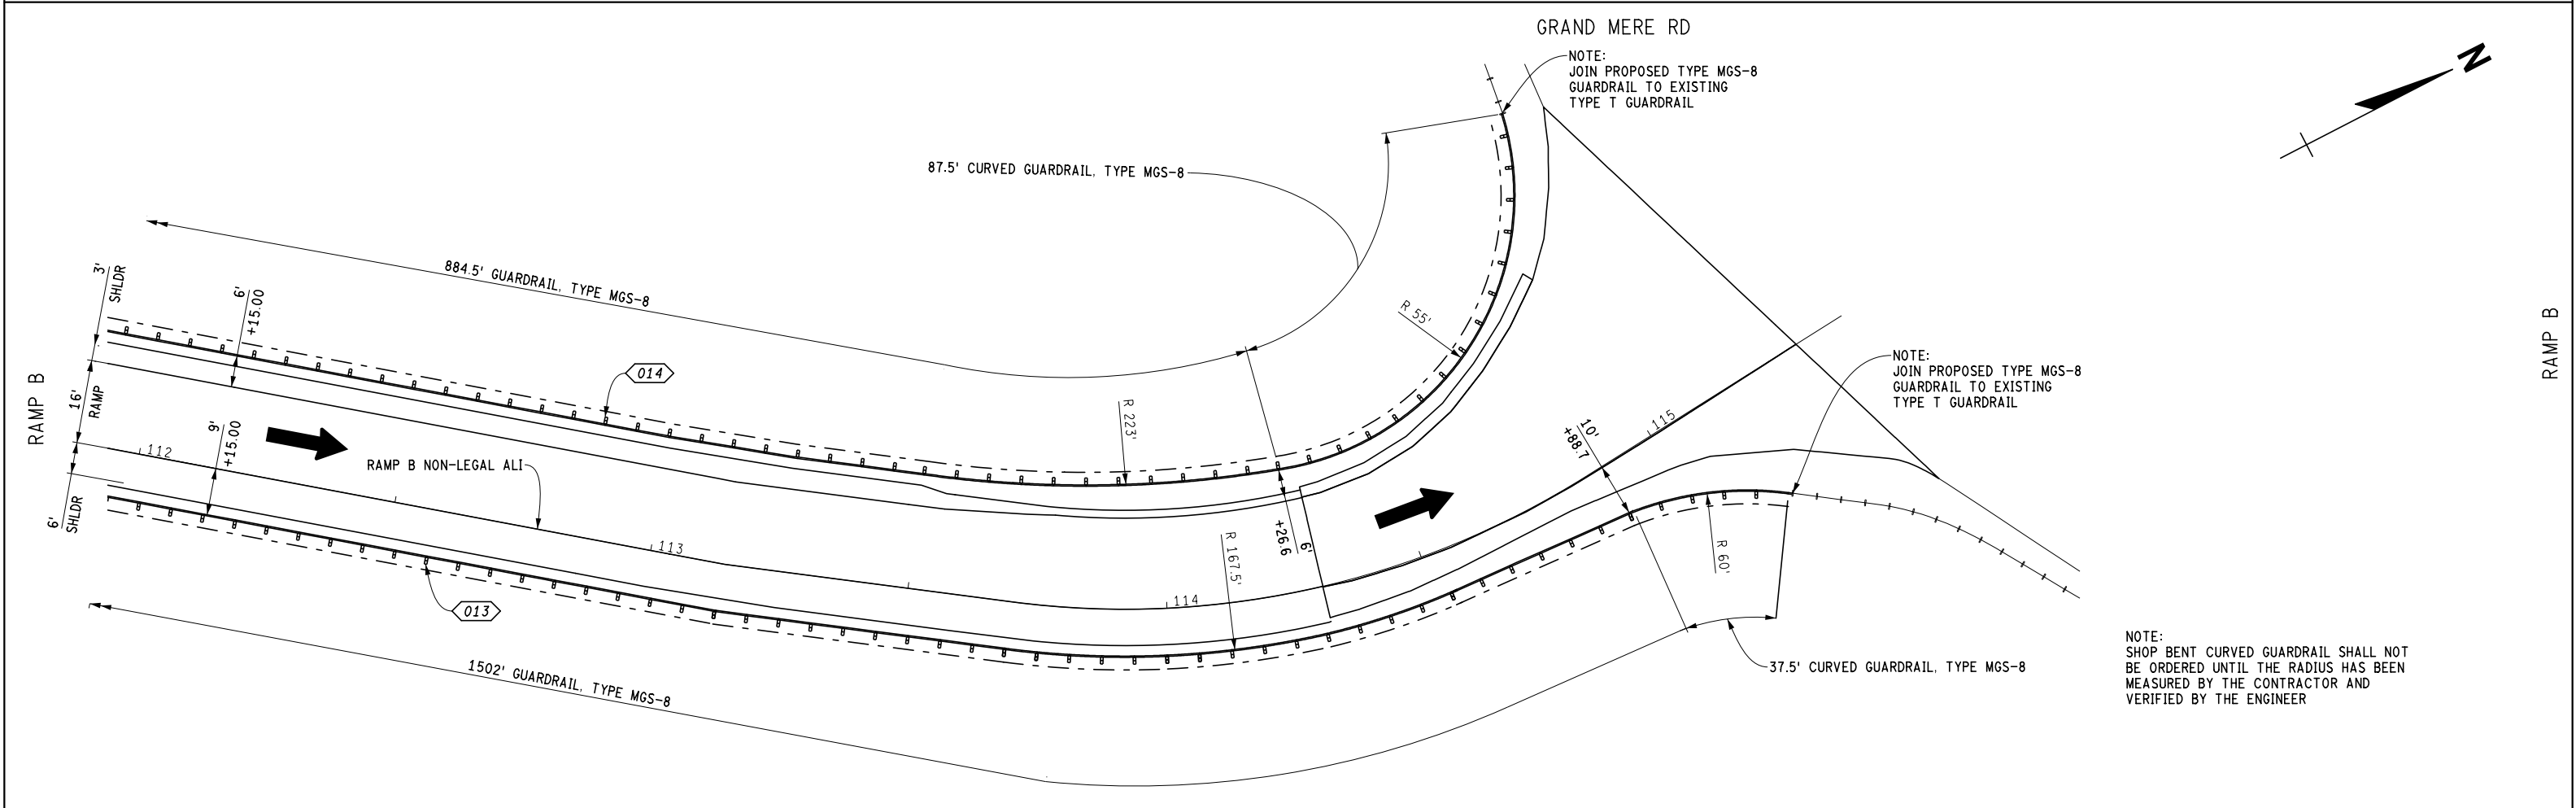 GRAND MERE RD
NOTE:
JOIN PROPOSED TYPE MGS-8
GUARDRAIL TO EXISTING
TYPE T GUARDRAIL
N
87.5' CURVED GUARDRAIL, TYPE MGS-8
884.5' GUARDRAIL, TYPE MGS-8
3'
SHLDR
6'
+15.00
R 55'
014
RAMP B
16'
RAMP
9'
+15.00
112
RAMP B NON-LEGAL ALI
R 223'
10'
+88.7
115
NOTE:
JOIN PROPOSED TYPE MGS-8
GUARDRAIL TO EXISTING
TYPE T GUARDRAIL
RAMP B
6'
SHLDR
113
+26.6
6'
R 167.5'
R 60'
114
013
1502' GUARDRAIL, TYPE MGS-8
37.5' CURVED GUARDRAIL, TYPE MGS-8
NOTE:
SHOP BENT CURVED GUARDRAIL SHALL NOT
BE ORDERED UNTIL THE RADIUS HAS BEEN
MEASURED BY THE CONTRACTOR AND
VERIFIED BY THE ENGINEER